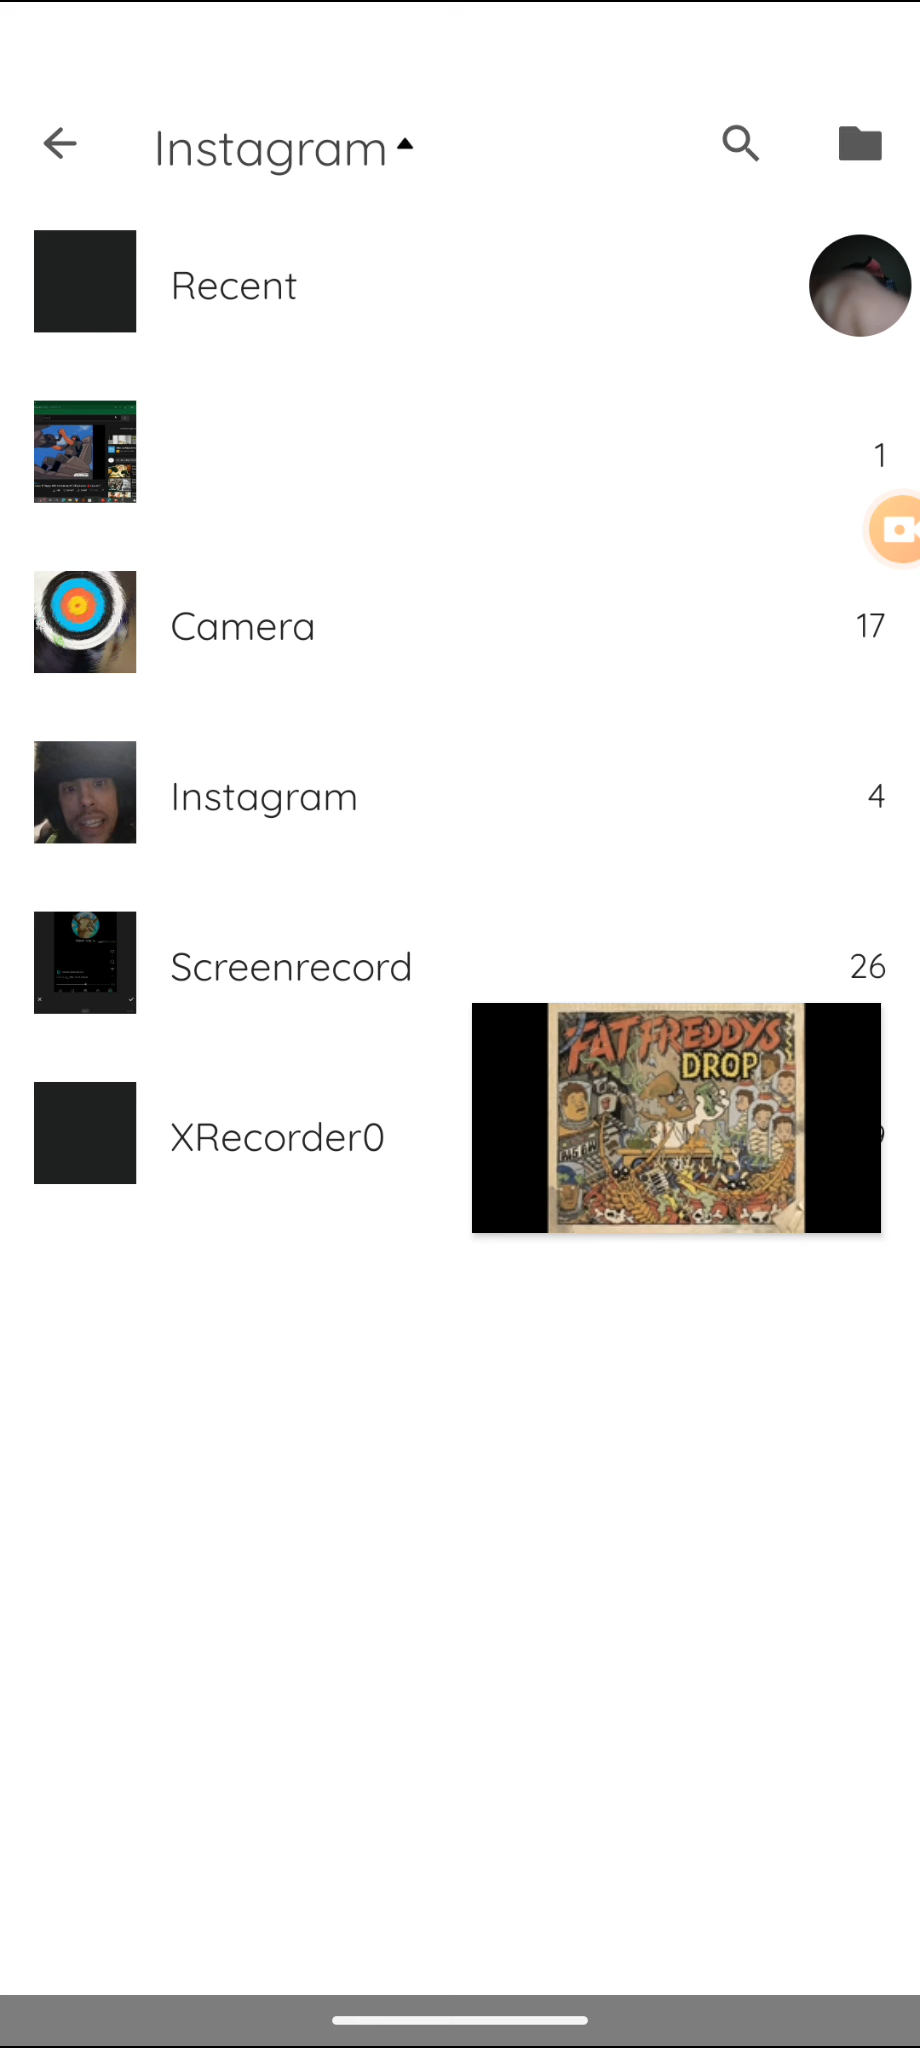 Instagram
Recent
1
Camera
17
Instagram
4
Screenrecord
26
FAT FREDDYS
DROP
XRecorder0